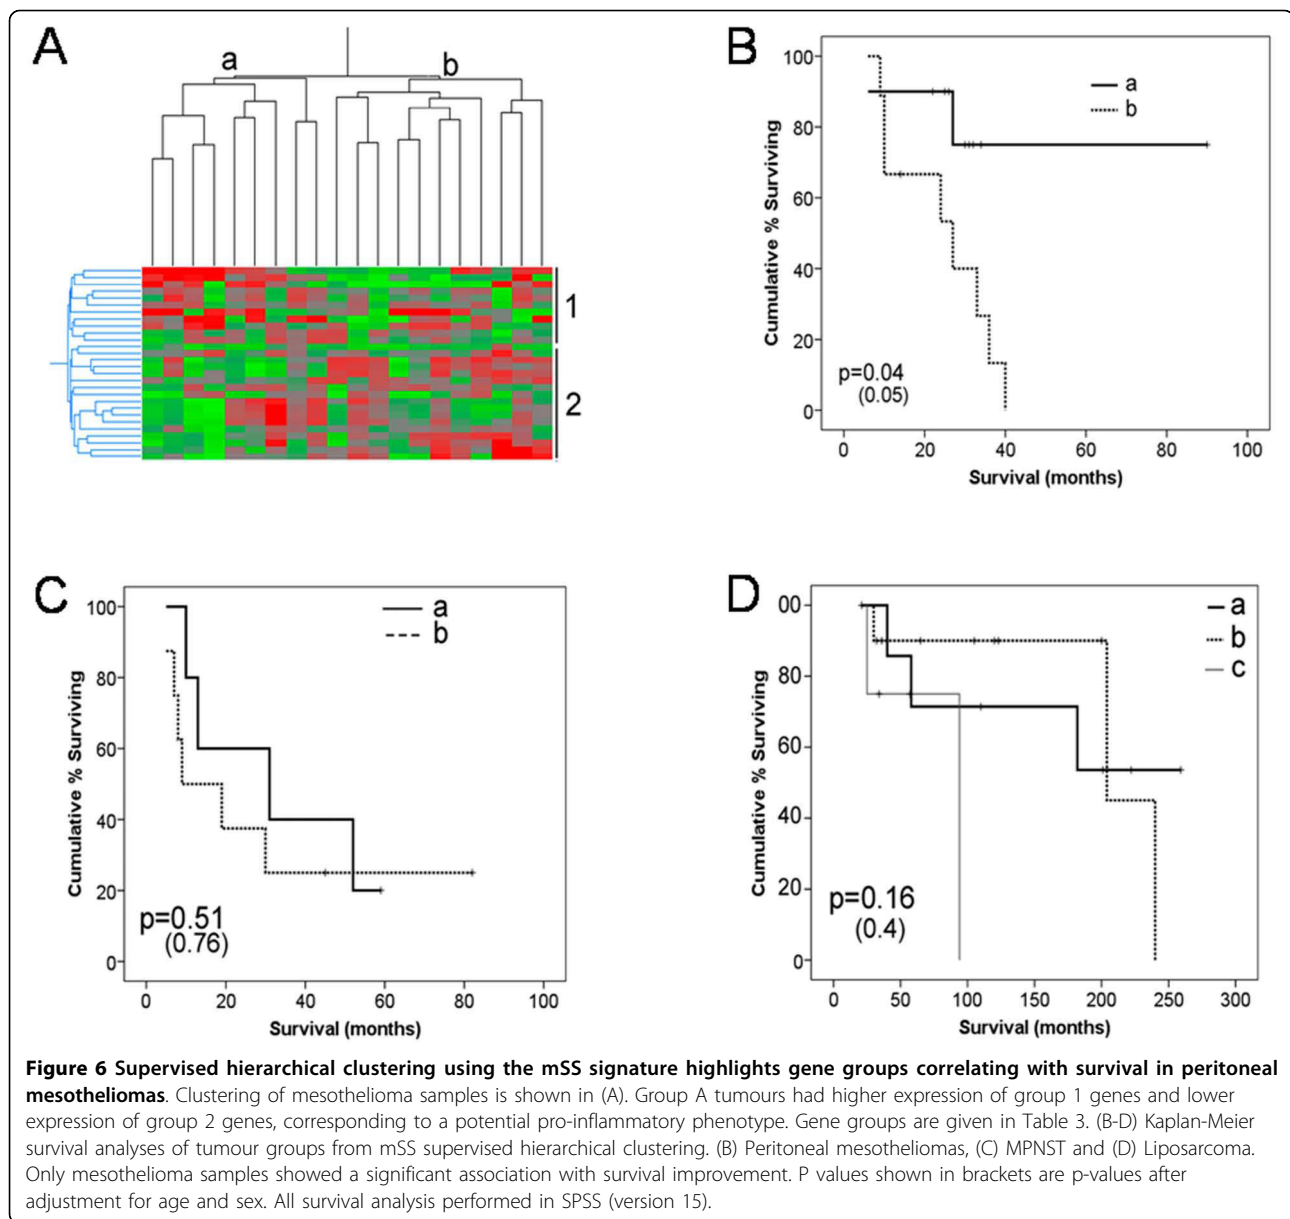 A
a
b
1
2
B
Cumulative % Surviving
100
80
60
40
20
0
a
b
p=0.04
(0.05)
0 20 40 60 80 100
Survival (months)
C
Cumulative % Surviving
100
80
60
40
20
0
a
b
p=0.51
(0.76)
0 20 40 60 80 100
Survival (months)
D
Cumulative % Surviving
00
80
60
40
20
0
a
b
c
p=0.16
(0.4)
0 50 100 150 200 250 300
Survival (months)
Figure 6 Supervised hierarchical clustering using the mSS signature highlights gene groups correlating with survival in peritoneal
mesotheliomas. Clustering of mesothelioma samples is shown in (A). Group A tumours had higher expression of group 1 genes and lower
expression of group 2 genes, corresponding to a potential pro-inflammatory phenotype. Gene groups are given in Table 3. (B-D) Kaplan-Meier
survival analyses of tumour groups from mSS supervised hierarchical clustering. (B) Peritoneal mesotheliomas, (C) MPNST and (D) Liposarcoma.
Only mesothelioma samples showed a significant association with survival improvement. P values shown in brackets are p-values after
adjustment for age and sex. All survival analysis performed in SPSS (version 15).